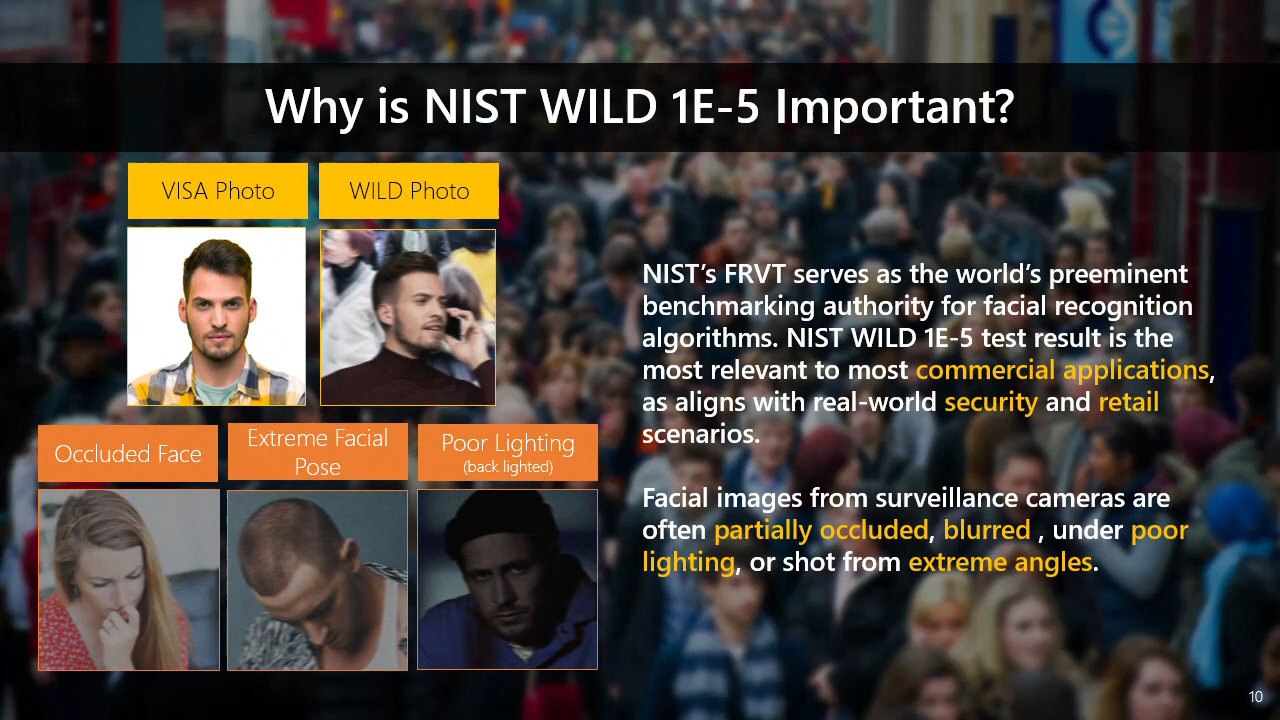 Why is NIST WILD 1E-5 Important?
VISA Photo
WILD Photo
Occluded Face
Extreme Facial
Pose
Poor Lighting
(back lighted)
NIST’s FRVT serves as the world’s preeminent
benchmarking authority for facial recognition
algorithms. NIST WILD 1E-5 test result is the
most relevant to most commercial applications,
as aligns with real-world security and retail
scenarios.
Facial images from surveillance cameras are
often partially occluded, blurred , under poor
lighting, or shot from extreme angles.
10